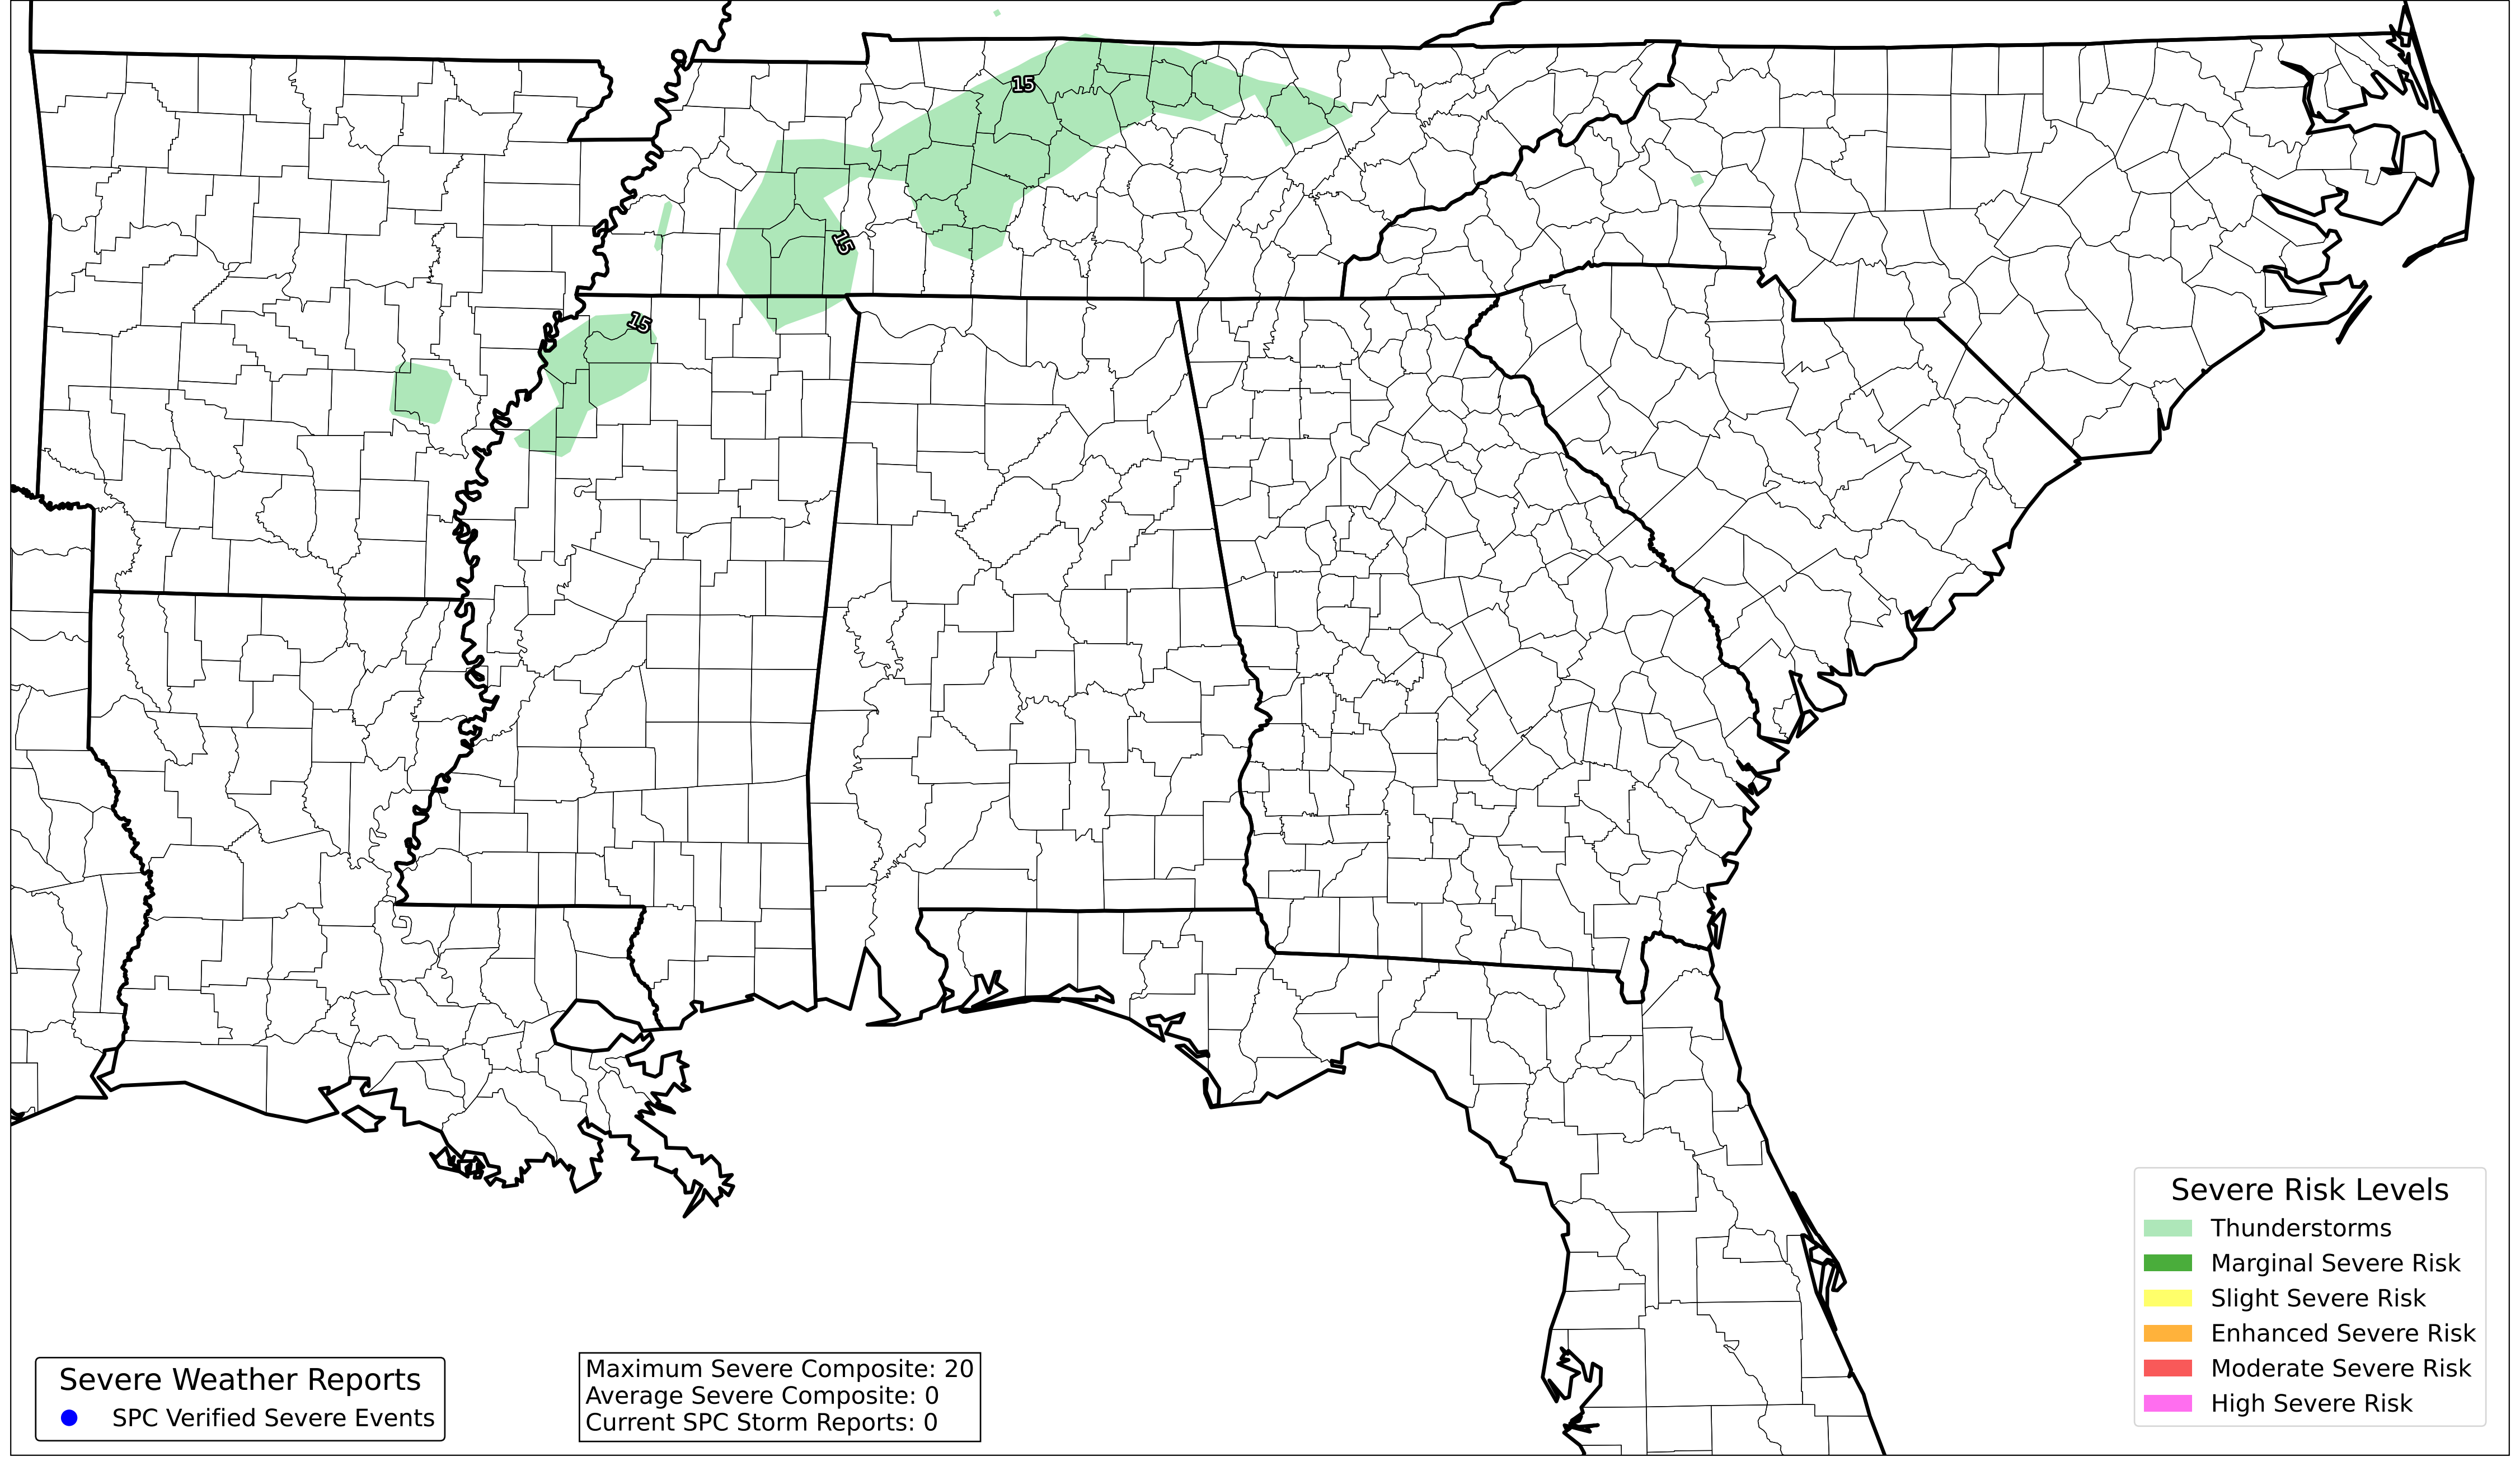 15
15
15
Severe Risk Levels
Thunderstorms
Marginal Severe Risk
Slight Severe Risk
Enhanced Severe Risk
Moderate Severe Risk
High Severe Risk
Severe Weather Reports
SPC Verified Severe Events
Maximum Severe Composite: 20
Average Severe Composite: 0
Current SPC Storm Reports: 0